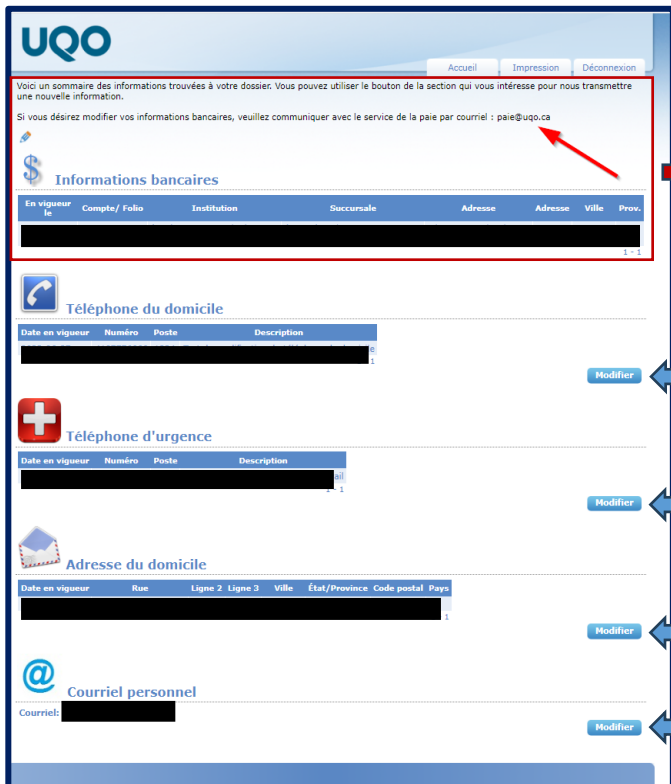 UQO
Accueil Impression Déconnexion
Voici un sommaire des informations trouvées à votre dossier. Vous pouvez utiliser le bouton de la section qui vous intéresse pour nous transmettre
une nouvelle information.
Si vous désirez modifier vos informations bancaires, veuillez communiquer avec le service de la paie par courriel : paie@uqo.ca
$
Informations bancaires
En vigueur le Compte/ Folio Institution Succursale Adresse Adresse Ville Prov.
1 - 1
Téléphone du domicile
Date en vigueur Numéro Poste Description
1
Modifier
Téléphone d'urgence
Date en vigueur Numéro Poste Description
ail
1 - 1
Modifier
Adresse du domicile
Date en vigueur Rue Ligne 2 Ligne 3 Ville État/Province Code postal Pays
1
Modifier
@
Courriel personnel
Courriel:
Modifier